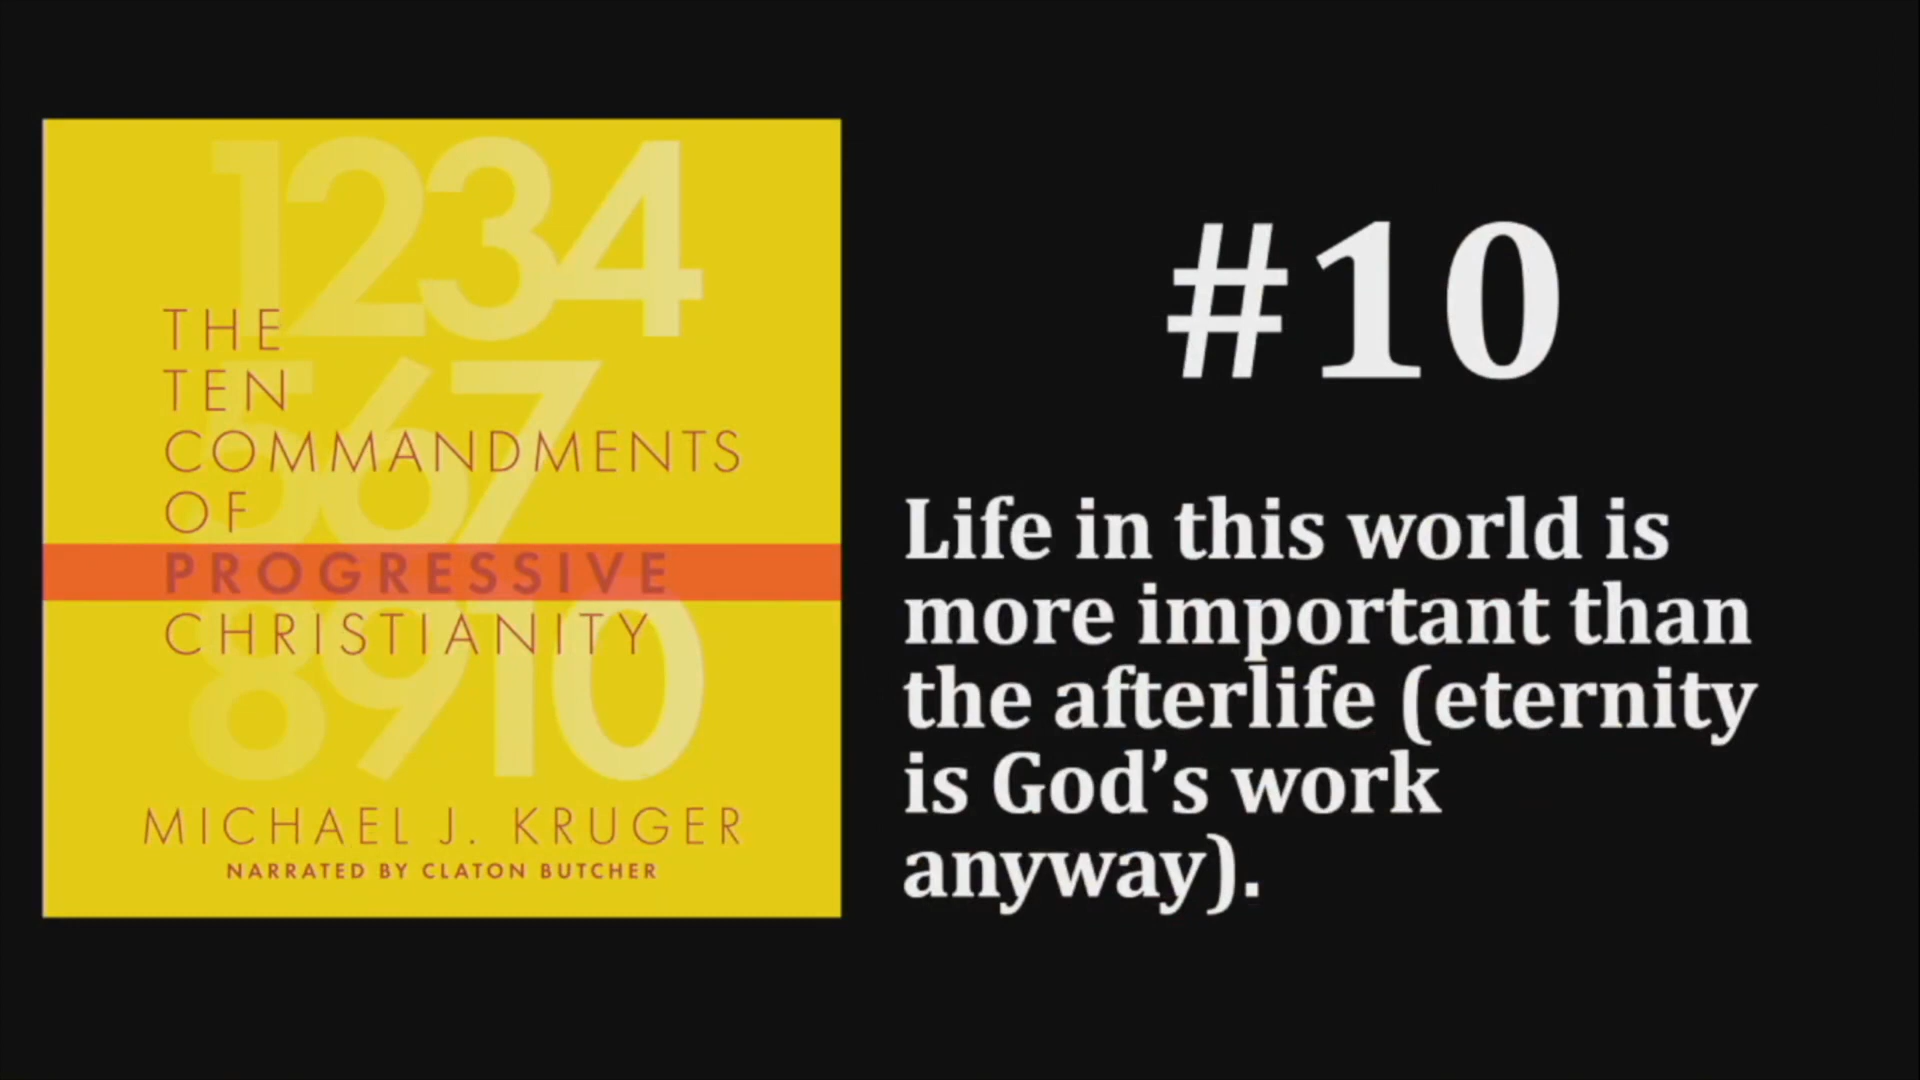 1234
567
8910
THE
TEN
COMMANDMENTS
OF
PROGRESSIVE
CHRISTIANITY
MICHAEL J. KRUGER
NARRATED BY CLATON BUTCHER
#10
Life in this world is
more important than
the afterlife (eternity
is God’s work
anyway).